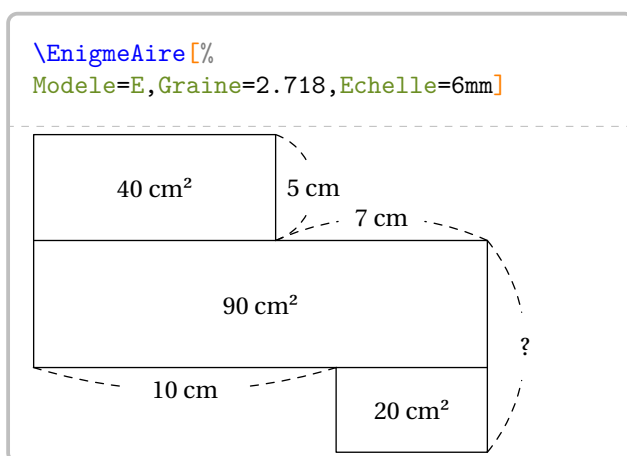 \EnigmeAire[%
Modele=E,Graine=2.718,Echelle=6mm]
40 cm²
5 cm
7 cm
90 cm²
?
10 cm
20 cm²